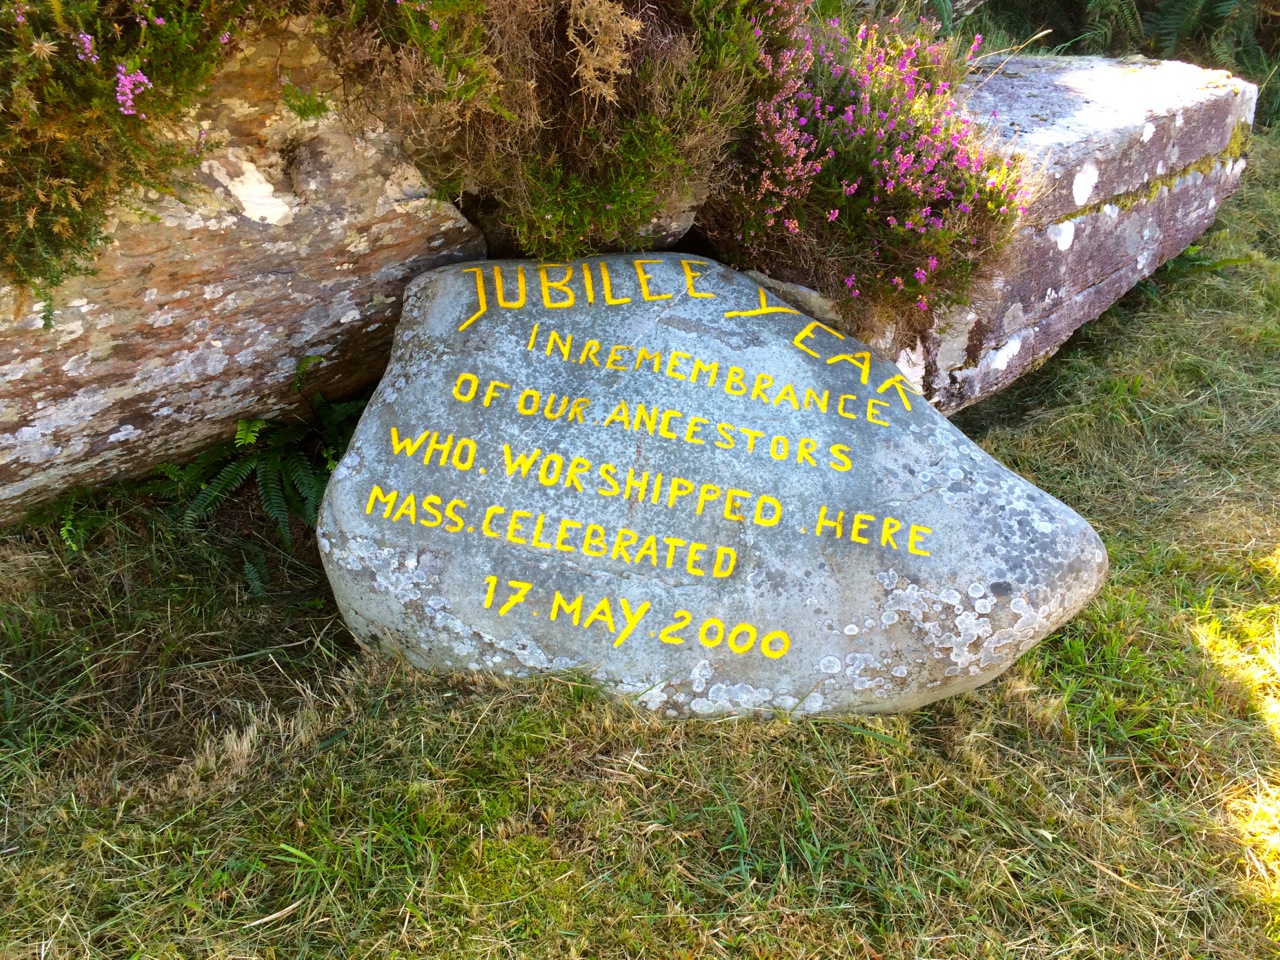 JUBILEE YEAR
IN.REMEMBRANCE
OF OUR.ANCESTORS
WHO.WORSHIPPED.HERE
MASS.CELEBRATED
17.MAY.2000